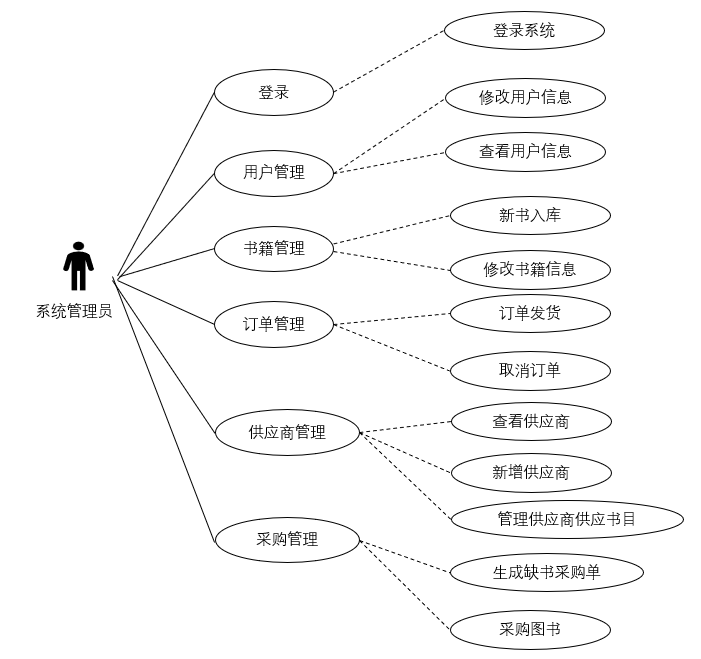 登录系统
登录
修改用户信息
查看用户信息
用户管理
新书入库
书籍管理
修改书籍信息
系统管理员
订单发货
订单管理
取消订单
查看供应商
供应商管理
新增供应商
管理供应商供应书目
采购管理
生成缺书采购单
采购图书